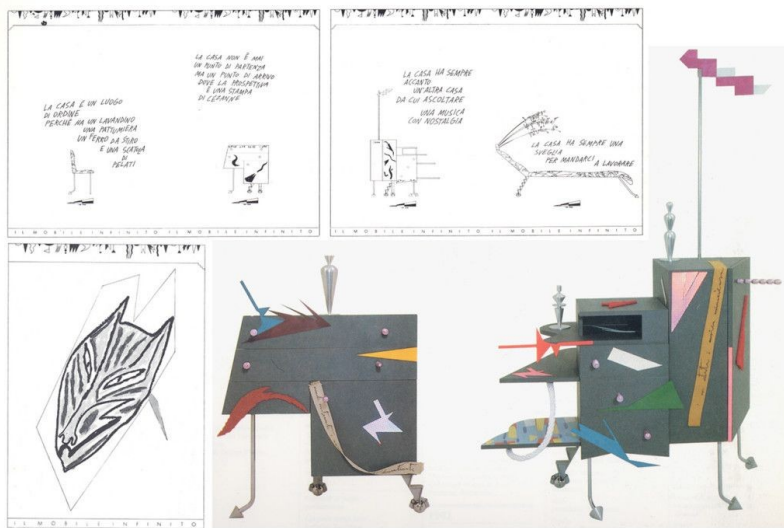 LA CASA È UN LUOGO
DI ORDINE
PERCHÉ HA UN LAVANDINO
UNA PATTUMIERA
UN FERRO DA STIRO
E UNA SCATOLA
DI
PELATI
LA CASA NON È MAI
UN PUNTO DI PARTENZA
MA UN PUNTO DI ARRIVO
DOVE LA PROSPETTIVA
È UNA STAMPA
DI
IL MOBILE INFINITO IL MOBILE INFINITO
LA CASA HA SEMPRE
ACCANTO
UN'ALTRA CASA
DA CUI ASCOLTARE
UNA MUSICA
CON NOSTALGIA
LA CASA HA SEMPRE UNA
SVEGLIA
PER MANDARCI A LAVORARE
IL MOBILE INFINITO IL MOBILE INFINITO
IL MOBILE INFINITO